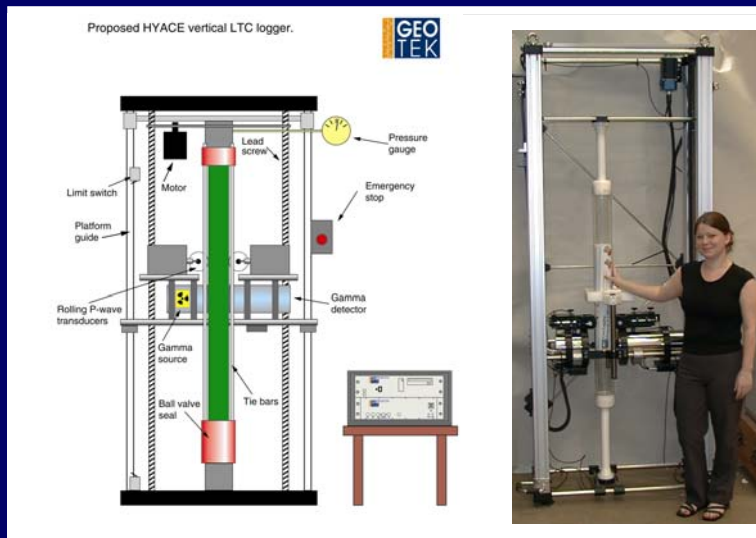 Proposed HYACE vertical LTC logger.
GEO
TEK
Pressure
gauge
Lead
screw
Motor
Limit switch
Emergency
stop
Platform
guide
Rolling P-wave
transducers
Gamma
detector
Gamma
source
Tie bars
Ball valve
seal